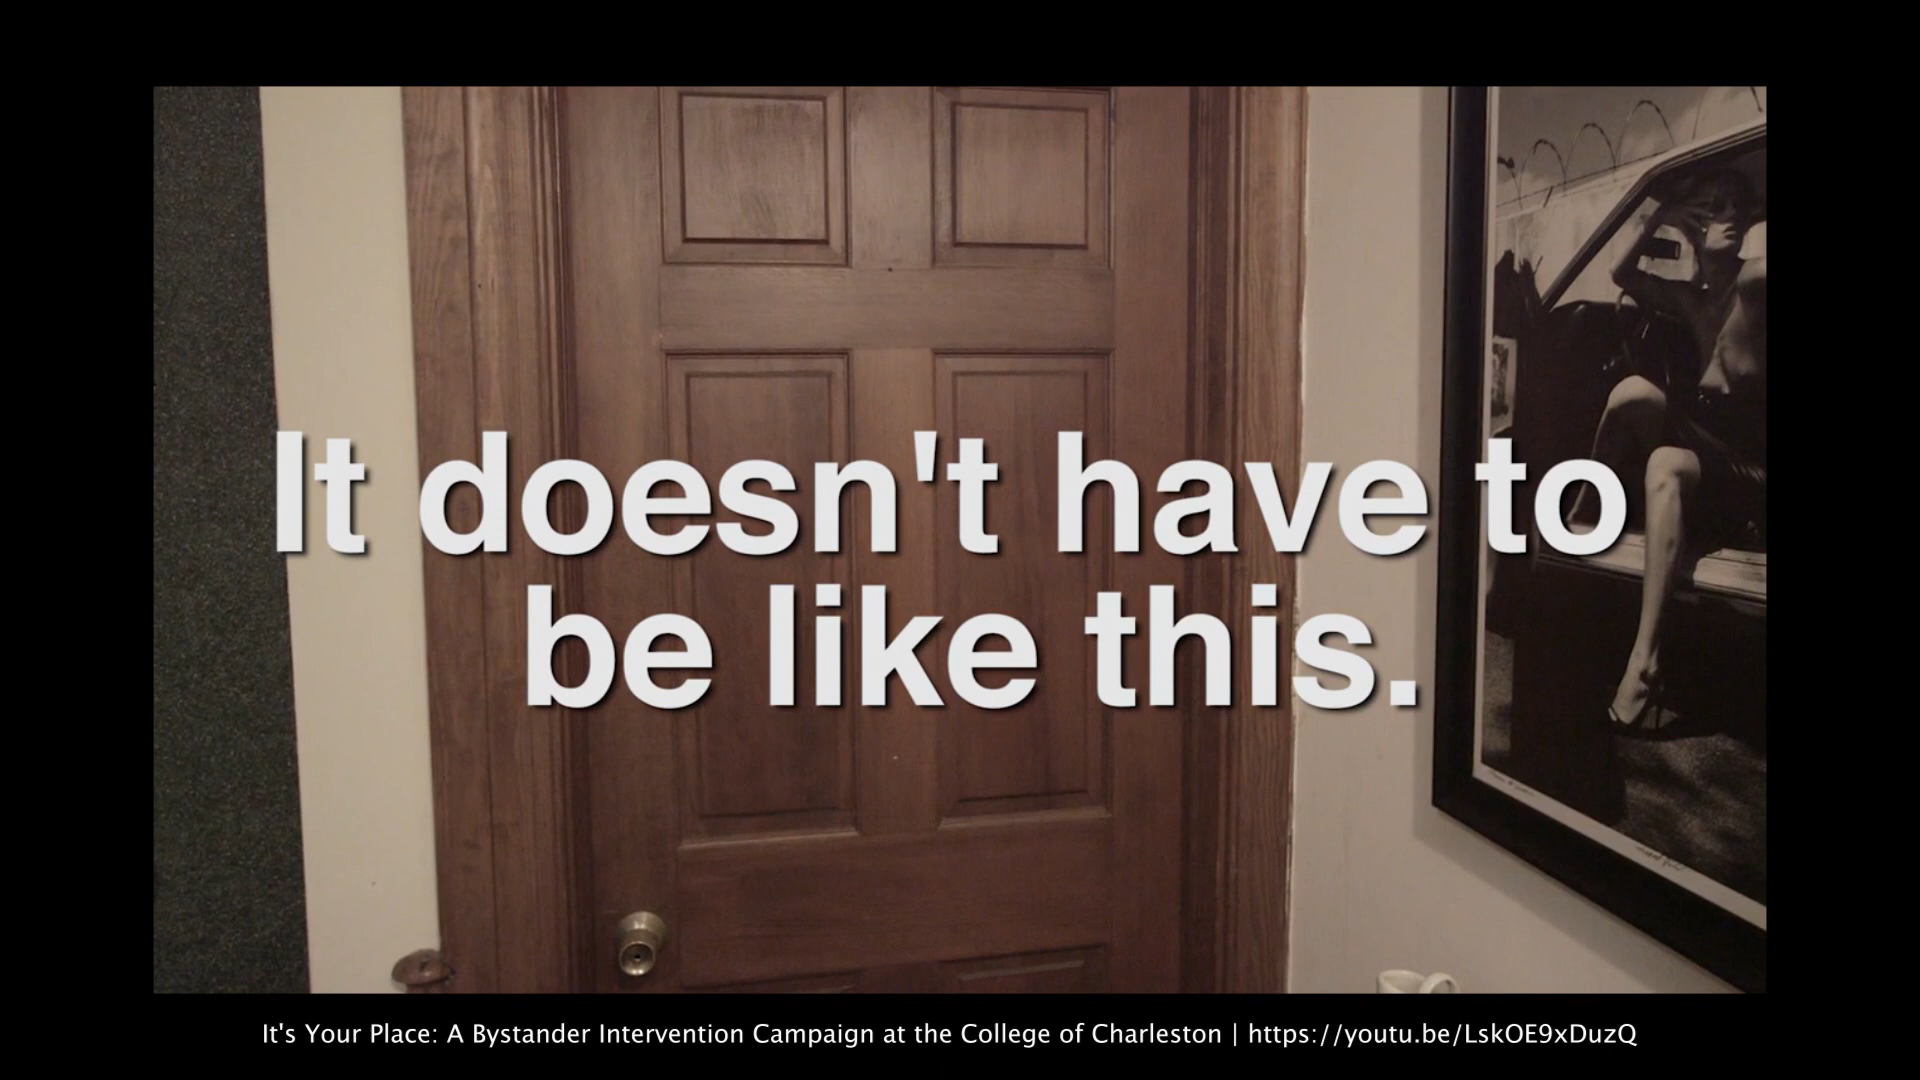 It doesn't have to
be like this.
It's Your Place: A Bystander Intervention Campaign at the College of Charleston | https://youtu.be/LskOE9xDuzQ